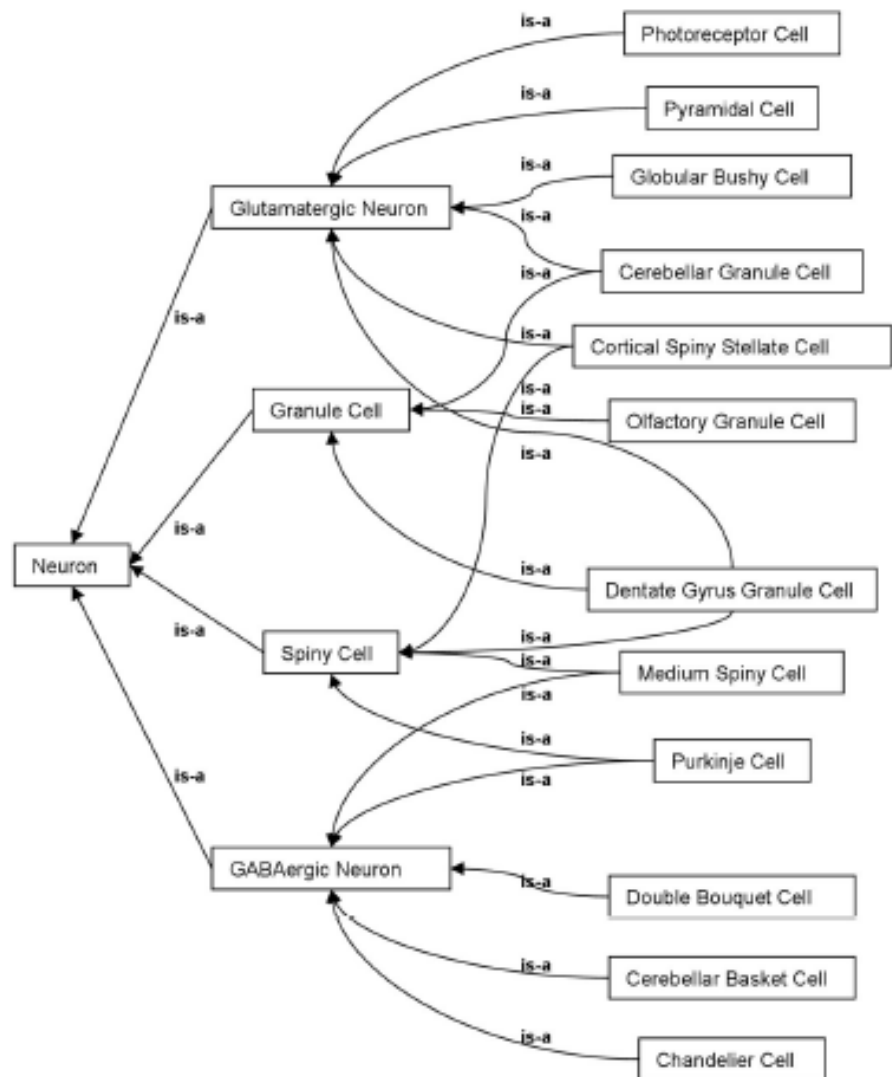 is-a
Photoreceptor Cell
is-a
Pyramidal Cell
is-a
Globular Bushy Cell
Glutamatergic Neuron
is-a
is-a
Cerebellar Granule Cell
is-a
is-a
Cortical Spiny Stellate Cell
is-a
Granule Cell
is-a
Olfactory Granule Cell
is-a
is-a
Neuron
is-a
Dentate Gyrus Granule Cell
is-a
is-a
Spiny Cell
is-a
Medium Spiny Cell
is-a
is-a
Purkinje Cell
is-a
is-a
GABAergic Neuron
is-a
Double Bouquet Cell
is-a
Cerebellar Basket Cell
is-a
Chandelier Cell